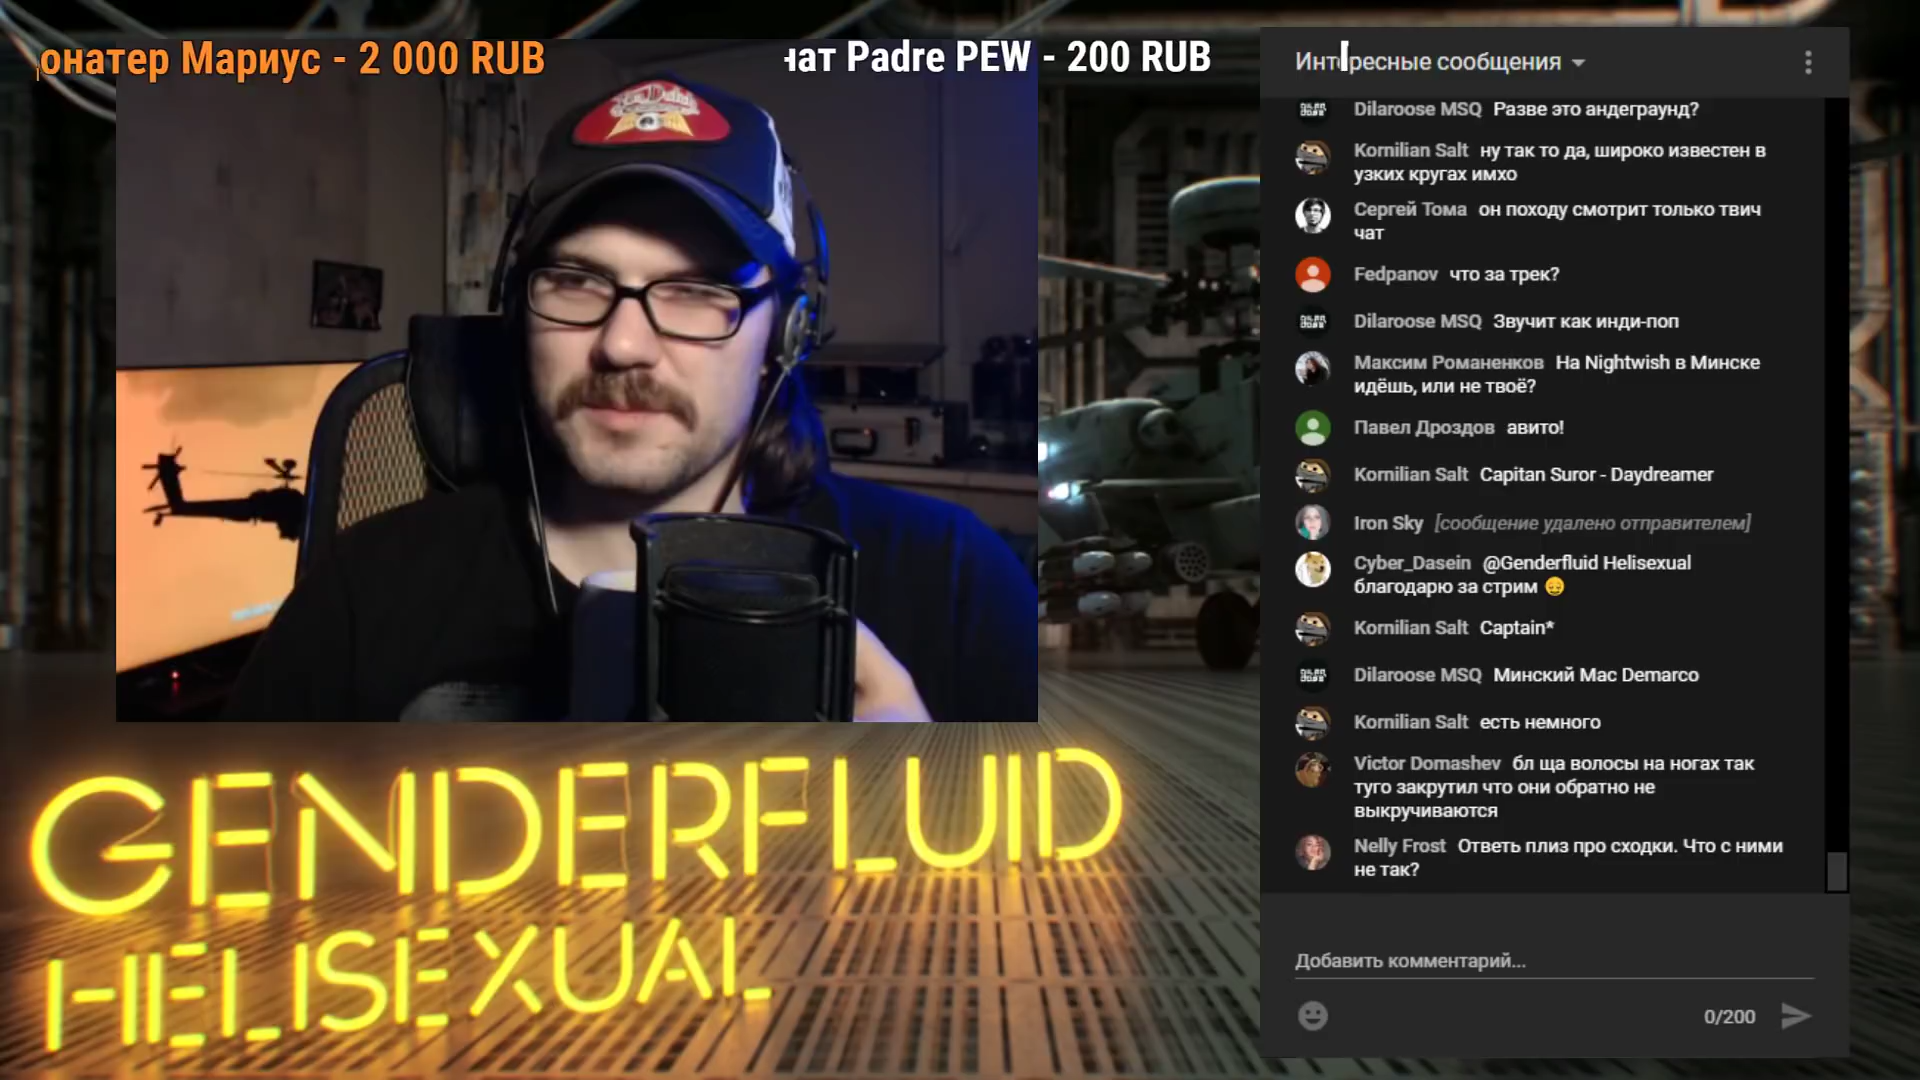 онатер Мариус - 2 000 RUB
нат Padre PEW - 200 RUB
Интересные сообщения
Dilaroose MSQ Разве это андеграунд?
Kornilian Salt ну так то да, широко известен в
узких кругах имхо
Сергей Тома он походу смотрит только твич
чат
Fedpanov что за трек?
Dilaroose MSQ Звучит как инди-поп
Максим Романенков На Nightwish в Минске
идёшь, или не твоё?
Павел Дроздов авито!
Kornilian Salt Capitan Suror - Daydreamer
Iron Sky [сообщение удалено отправителем]
Cyber_Dasein @Genderfluid Helisexual
благодарю за стрим 😔
Kornilian Salt Captain*
Dilaroose MSQ Минский Mac Demarco
Kornilian Salt есть немного
Victor Domashev бл ща волосы на ногах так
туго закрутил что они обратно не
выкручиваются
Nelly Frost Ответь плиз про сходки. Что с ними
не так?
Добавить комментарий...
0/200
GENDERFLUID
HELISEXUAL